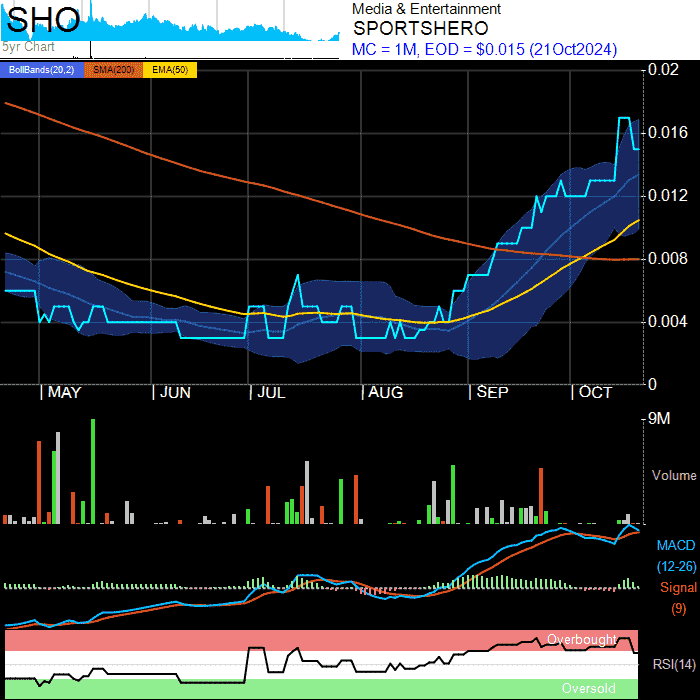 SHO
5yr Chart
Media & Entertainment
SPORTSHERO
MC = 1M, EOD = $0.015 (21Oct2024)
BollBands(20,2) SMA(200) EMA(50)
0.02
0.016
0.012
0.008
0.004
0
MAY JUN JUL AUG SEP OCT
9M
Volume
MACD
(12-26)
Signal
(9)
Overbought
RSI(14)
Oversold